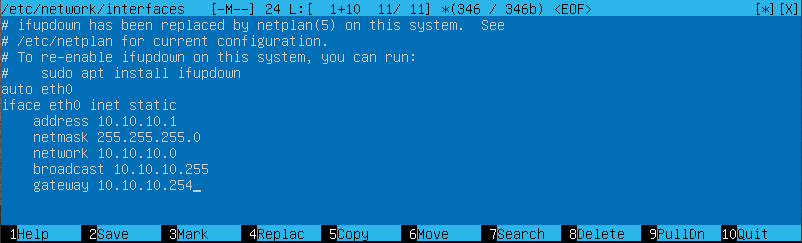 /etc/network/interfaces [-M--] 24 L:[ 1+10 11/ 11] *(346 / 346b) <EOF> [*][X]
# ifupdown has been replaced by netplan(5) on this system. See
# /etc/netplan for current configuration.
# To re-enable ifupdown on this system, you can run:
# sudo apt install ifupdown
auto eth0
iface eth0 inet static
address 10.10.10.1
netmask 255.255.255.0
network 10.10.10.0
broadcast 10.10.10.255
gateway 10.10.10.254_
1Help 2Save 3Mark 4Replac 5Copy 6Move 7Search 8Delete 9PullDn 10Quit